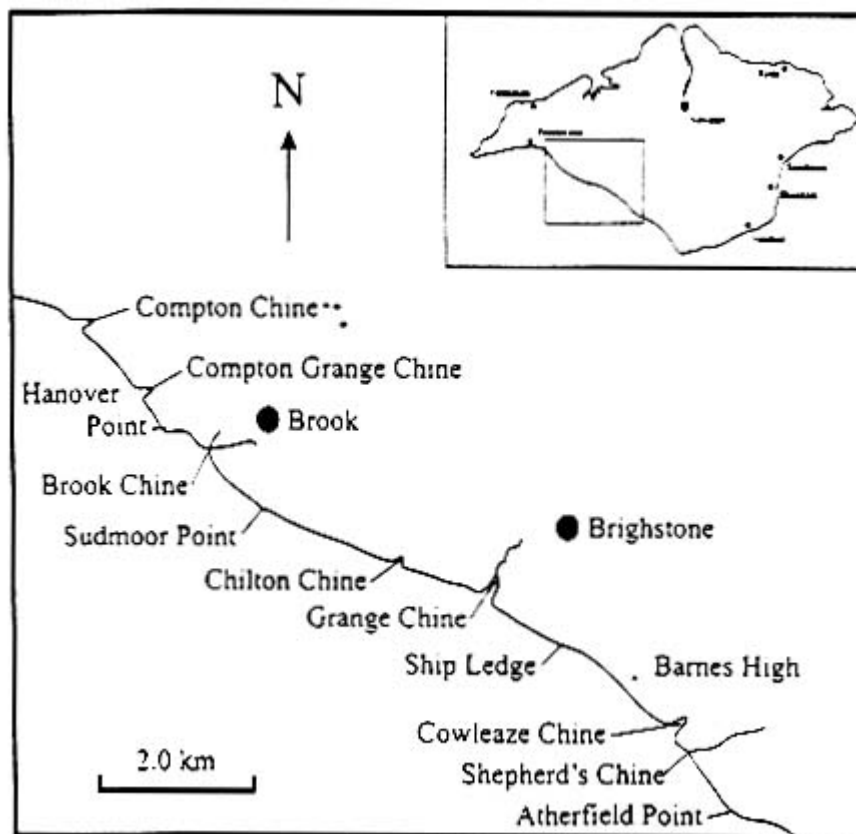 N
Compton Chine
Compton Grange Chine
Hanover
Point
Brook
Brook Chine
Sudmoor Point
Brighstone
Chilton Chine
Grange Chine
Ship Ledge
Barnes High
Cowleaze Chine
2.0 km
Shepherd's Chine
Atherfield Point